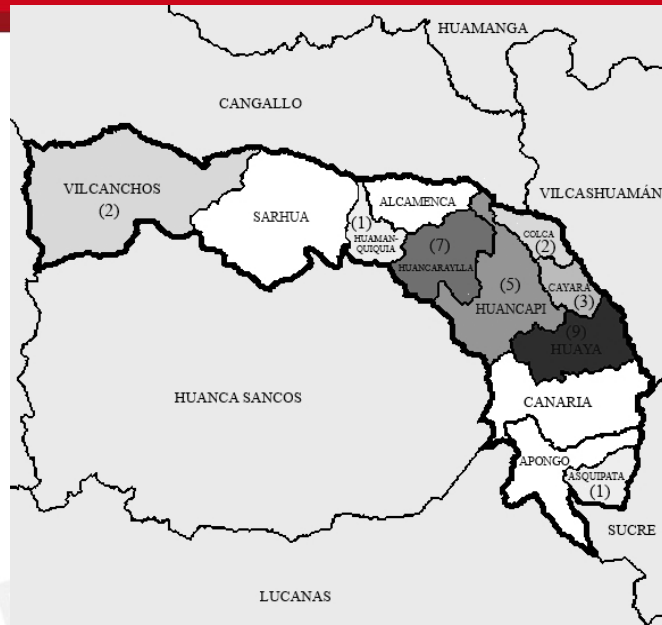 HUAMANGA
CANGALLO
VILCANCHOS
(2)
VILCASHUAMÁN
ALCAMENCA
SARHUA
(1)
HUAMAN-
QUIQUIA
(7)
HUANCARAYLLA
COLCA
(2)
(5)
HUANCAPI
CAYARA
(3)
(9)
HUAYA
HUANCA SANCOS
CANARIA
APONGO
ASQUIPATA
(1)
SUCRE
LUCANAS